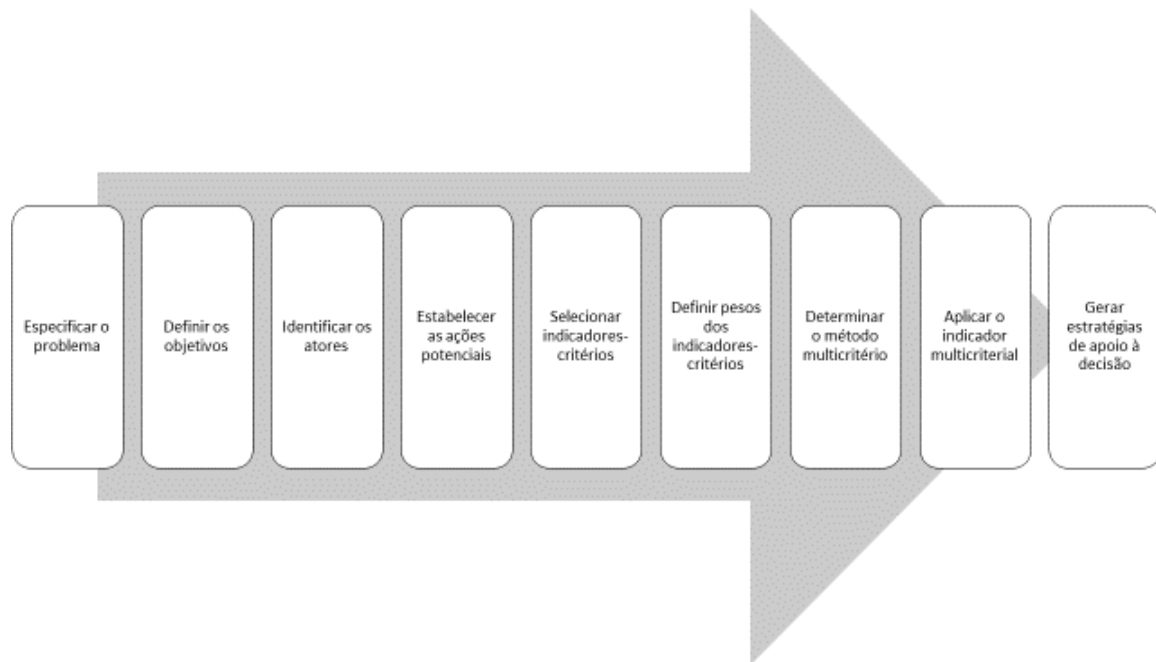 Especificar o
problema
Definir os
objetivos
Identificar os
atores
Estabelecer
as ações
potenciais
Selecionar
indicadores-
critérios
Definir pesos
dos
indicadores-
critérios
Determinar
o método
multicritério
Aplicar o
indicador
multicriterial
Gerar
estratégias
de apoio à
decisão